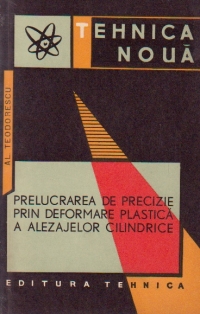 TEHNICA
NOUĂ
AL. TEODORESCU
PRELUCRAREA DE PRECIZIE
PRIN DEFORMARE PLASTICĂ
A ALEZAJELOR CILINDRICE
EDITURA TEHNICA